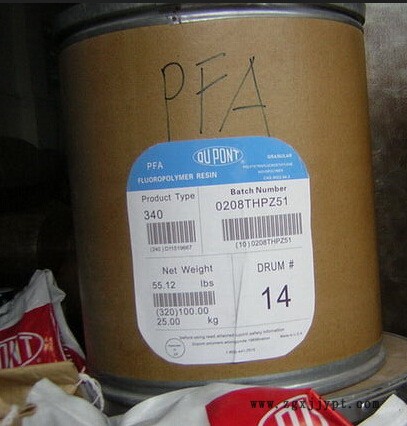 PFA
DU PONT
PFA
FLUOROPOLYMER RESIN
GRANULAR
Product Type
340
Batch Number
0208THPZ51
(10)0208THPZ51
Net Weight
55.12 lbs
(320)100.00
25.00 kg
DRUM #
14
www.zgxjjypt.com